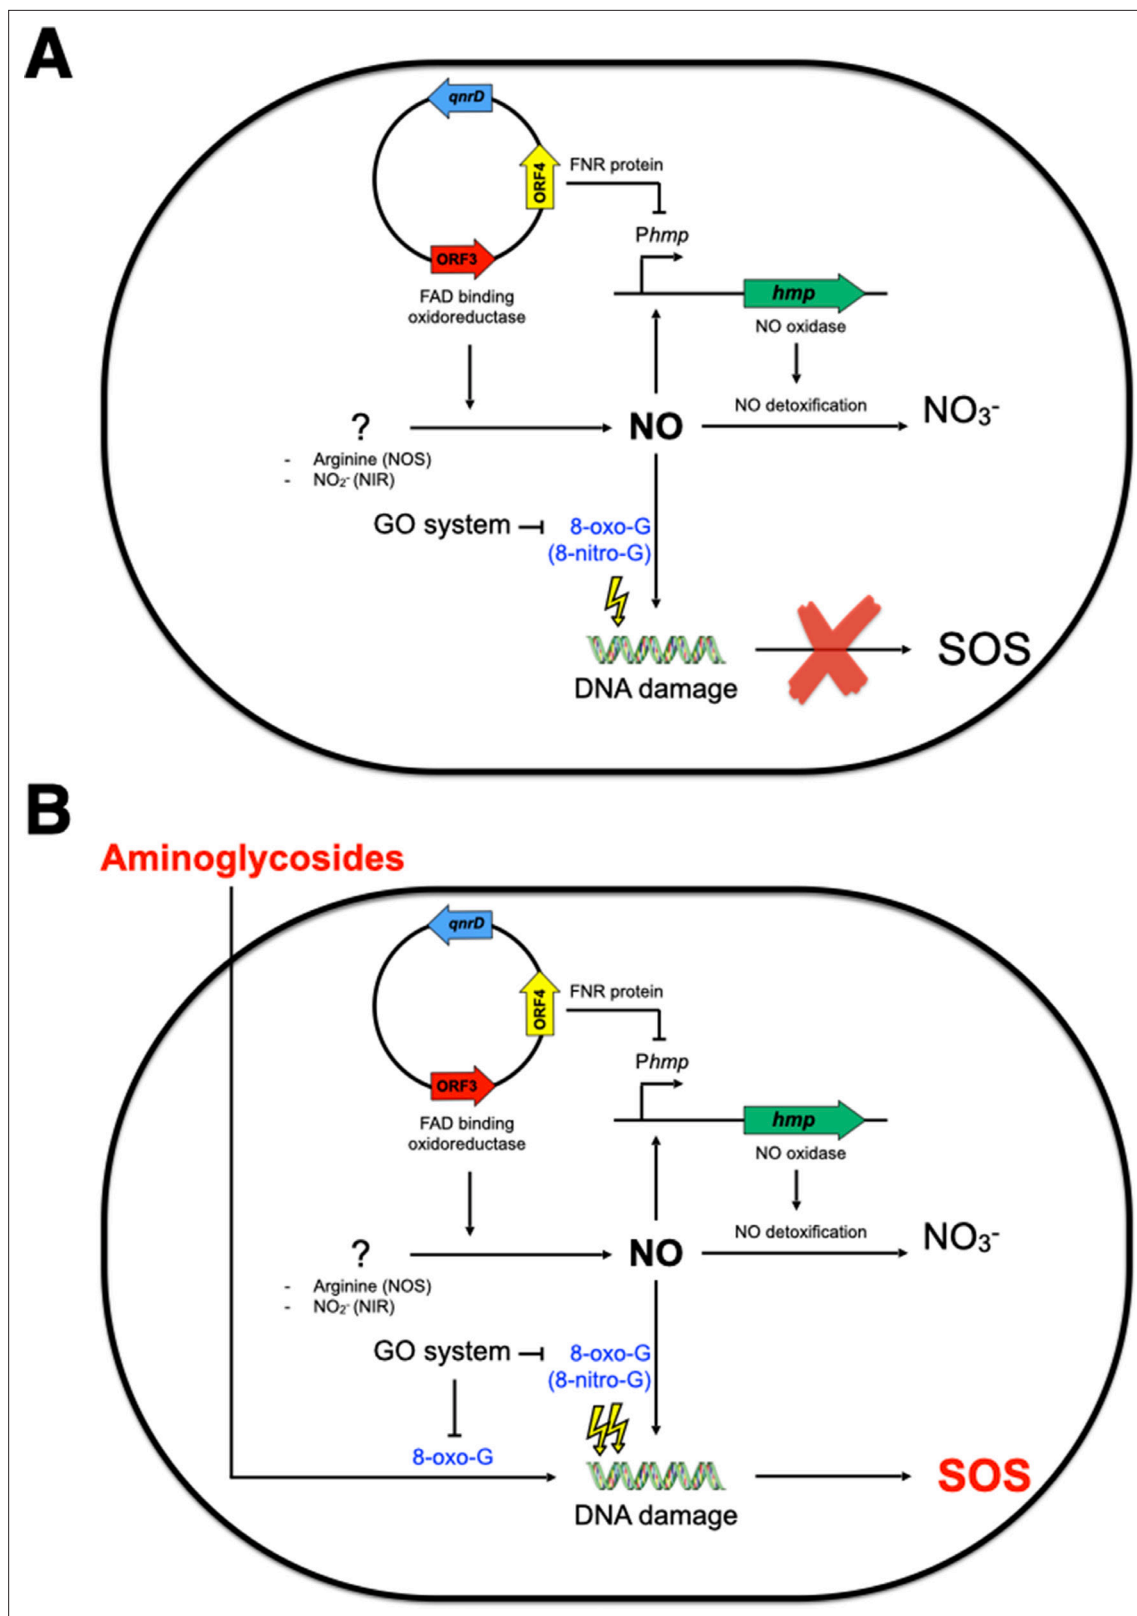 A
qnrD
ORF4
FNR protein
Phmp
ORF3
hmp
FAD binding
oxidoreductase
NO oxidase
NO detoxification
NO₃⁻
?
NO
- Arginine (NOS)
- NO₂⁻ (NIR)
GO system
8-oxo-G
(8-nitro-G)
DNA damage
SOS
B
Aminoglycosides
qnrD
ORF4
FNR protein
Phmp
ORF3
hmp
FAD binding
oxidoreductase
NO oxidase
NO detoxification
NO₃⁻
?
NO
- Arginine (NOS)
- NO₂⁻ (NIR)
GO system
8-oxo-G
(8-nitro-G)
8-oxo-G
DNA damage
SOS